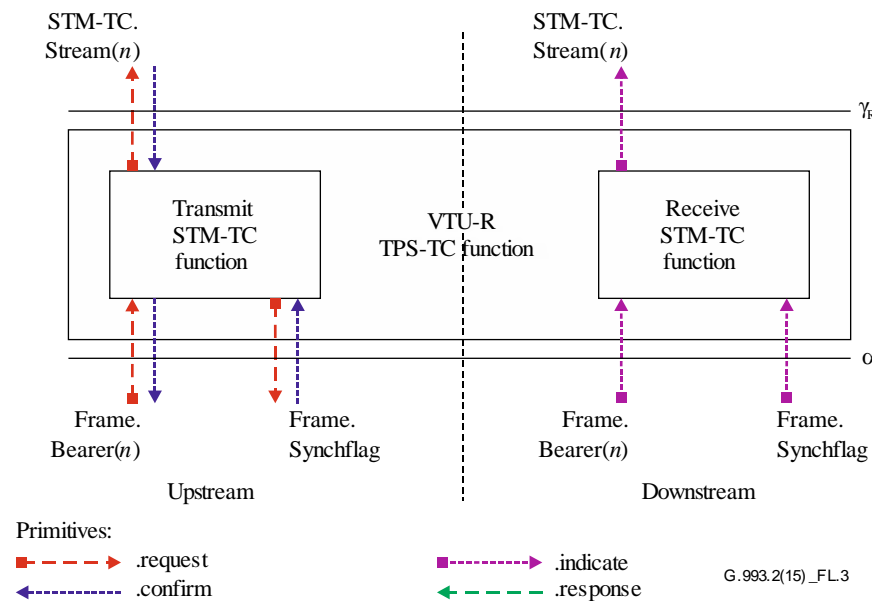 STM-TC.
Stream(n)
STM-TC.
Stream(n)
γR
Transmit
STM-TC
function
VTU-R
TPS-TC function
Receive
STM-TC
function
α
Frame.
Bearer(n)
Frame.
Synchflag
Frame.
Bearer(n)
Frame.
Synchflag
Upstream
Downstream
Primitives:
.request
.confirm
.indicate
.response
G.993.2(15)_FL.3